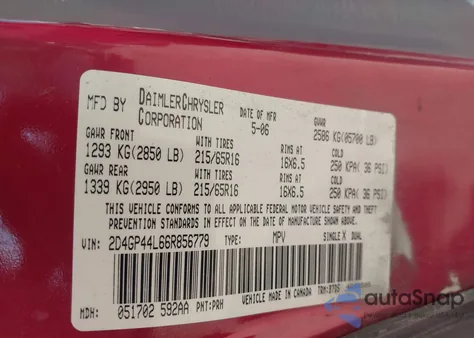 MFD BY DAIMLERCHRYSLER CORPORATION DATE OF MFR 5-06 GVWR 2586 KG(05700 LB)
GAWR FRONT WITH TIRES RIMS AT COLD
1293 KG(2850 LB) 215/65R16 16X6.5 250 KPA( 36 PSI)
GAWR REAR WITH TIRES RIMS AT COLD
1339 KG(2950 LB) 215/65R16 16X6.5 250 KPA( 36 PSI)
THIS VEHICLE CONFORMS TO ALL APPLICABLE FEDERAL MOTOR VEHICLE SAFETY, BUMPER, AND THEFT
PREVENTION STANDARDS IN EFFECT ON THE DATE OF MANUFACTURE SHOWN ABOVE.
VIN: 2D4GP44L66R856779 TYPE: MPV SINGLE X DUAL
MDH: 051702 592AA PNT:PRH VEHICLE MADE IN CANADA TRM:
autoSnap